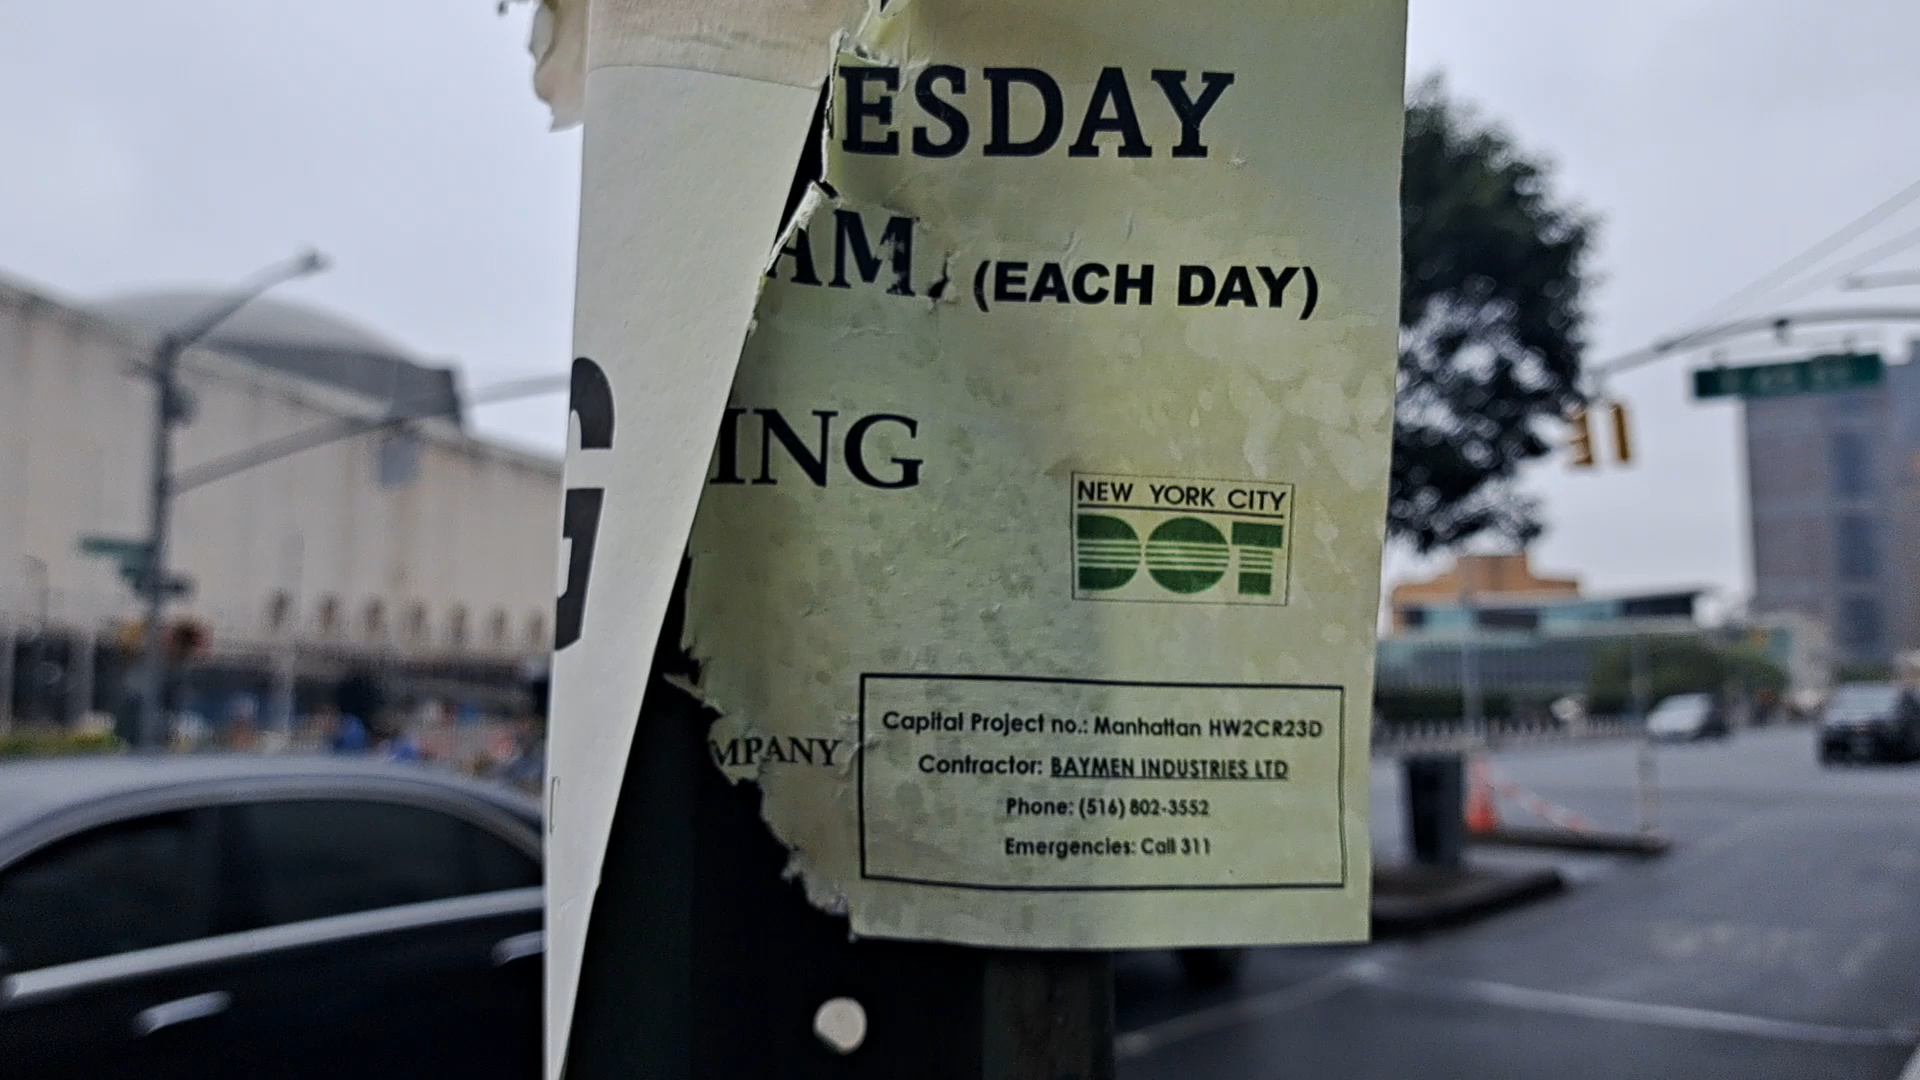 ESDAY
AM, (EACH DAY)
G
ING
NEW YORK CITY
DOT
Capital Project no.: Manhattan HW2CR23D
MPANY
Contractor: BAYMEN INDUSTRIES LTD
Phone: (516) 802-3552
Emergencies: Call 311